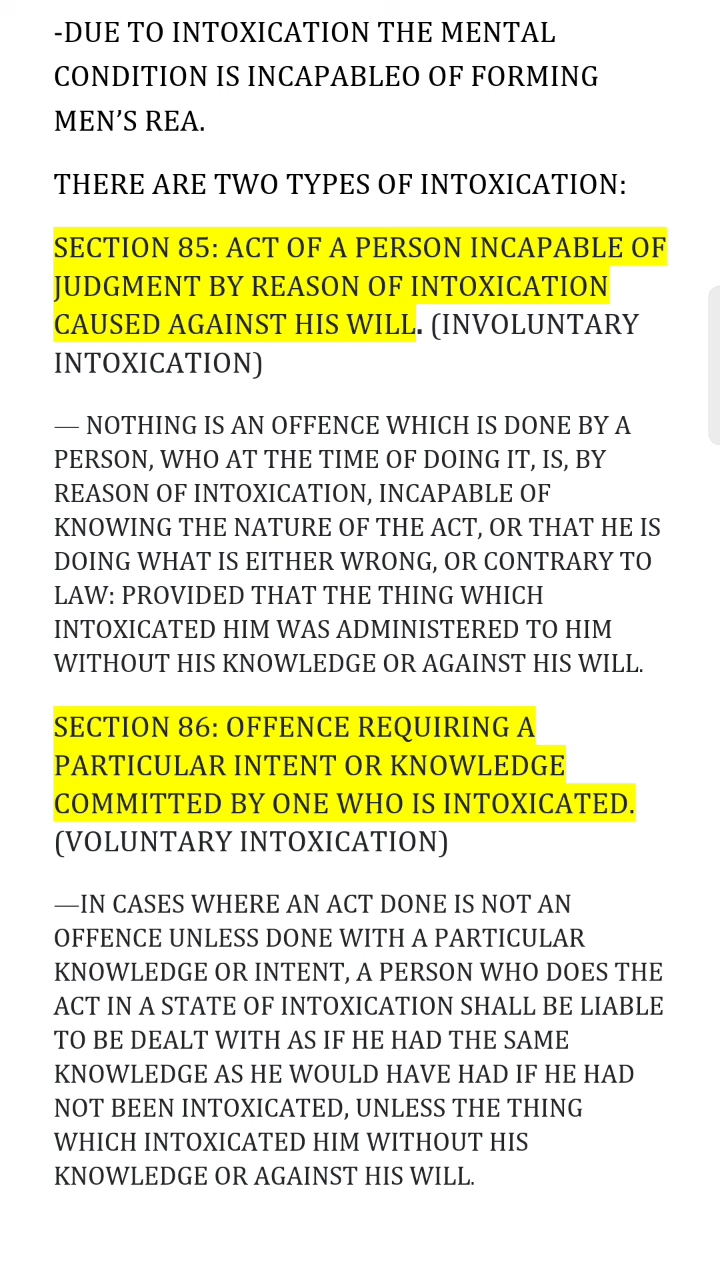 -DUE TO INTOXICATION THE MENTAL
CONDITION IS INCAPABLEO OF FORMING
MEN’S REA.
THERE ARE TWO TYPES OF INTOXICATION:
SECTION 85: ACT OF A PERSON INCAPABLE OF
JUDGMENT BY REASON OF INTOXICATION
CAUSED AGAINST HIS WILL. (INVOLUNTARY
INTOXICATION)
— NOTHING IS AN OFFENCE WHICH IS DONE BY A
PERSON, WHO AT THE TIME OF DOING IT, IS, BY
REASON OF INTOXICATION, INCAPABLE OF
KNOWING THE NATURE OF THE ACT, OR THAT HE IS
DOING WHAT IS EITHER WRONG, OR CONTRARY TO
LAW: PROVIDED THAT THE THING WHICH
INTOXICATED HIM WAS ADMINISTERED TO HIM
WITHOUT HIS KNOWLEDGE OR AGAINST HIS WILL.
SECTION 86: OFFENCE REQUIRING A
PARTICULAR INTENT OR KNOWLEDGE
COMMITTED BY ONE WHO IS INTOXICATED.
(VOLUNTARY INTOXICATION)
—IN CASES WHERE AN ACT DONE IS NOT AN
OFFENCE UNLESS DONE WITH A PARTICULAR
KNOWLEDGE OR INTENT, A PERSON WHO DOES THE
ACT IN A STATE OF INTOXICATION SHALL BE LIABLE
TO BE DEALT WITH AS IF HE HAD THE SAME
KNOWLEDGE AS HE WOULD HAVE HAD IF HE HAD
NOT BEEN INTOXICATED, UNLESS THE THING
WHICH INTOXICATED HIM WITHOUT HIS
KNOWLEDGE OR AGAINST HIS WILL.